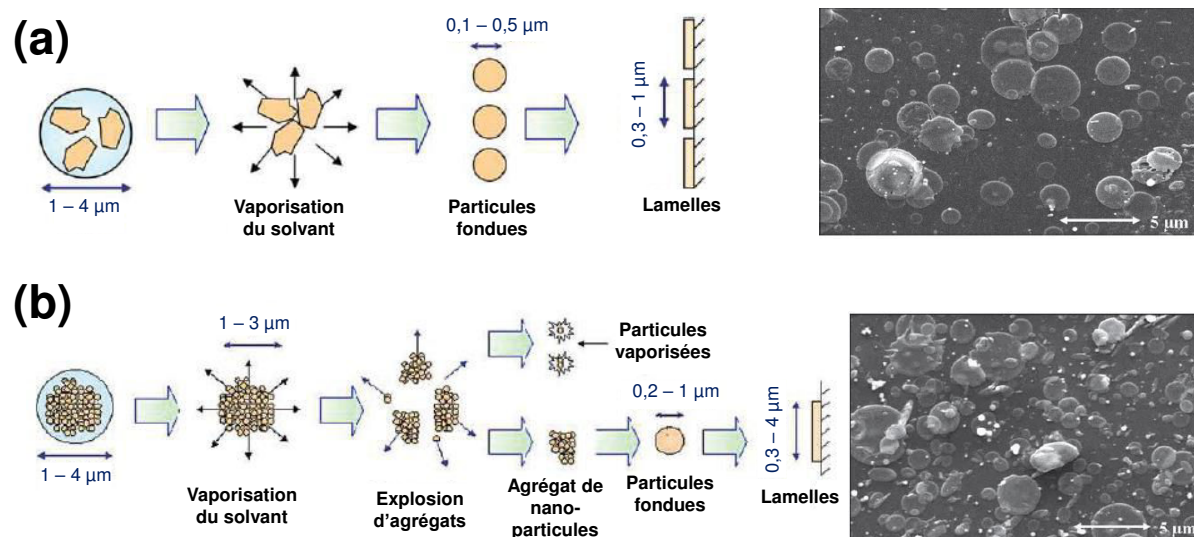 (a)
0,1 – 0,5 µm
0,3 – 1 µm
1 – 4 µm
Vaporisation
du solvant
Particules
fondues
Lamelles
5 µm
(b)
1 – 3 µm
Particules
vaporisées
0,2 – 1 µm
0,3 – 4 µm
1 – 4 µm
Vaporisation
du solvant
Explosion
d'agrégats
Agrégat de
nano-
particules
Particules
fondues
Lamelles
5 µm